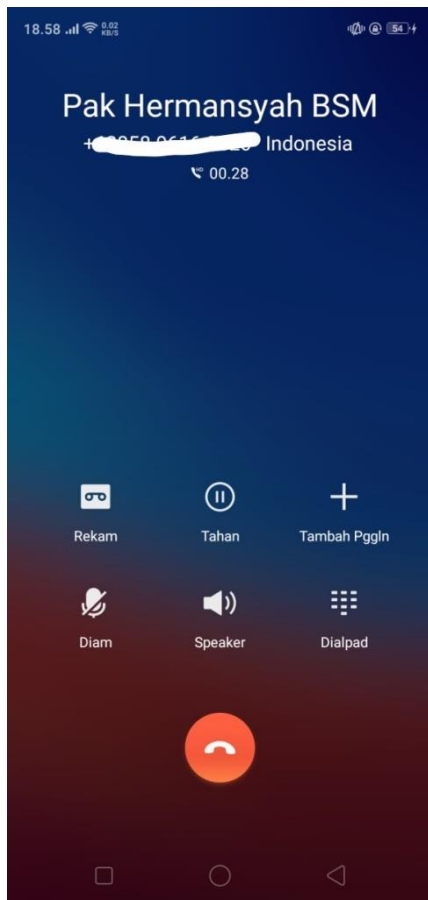 18.58 0.02 KB/S 54
Pak Hermansyah BSM
Indonesia
00.28
Rekam Tahan Tambah Pggln
Diam Speaker Dialpad